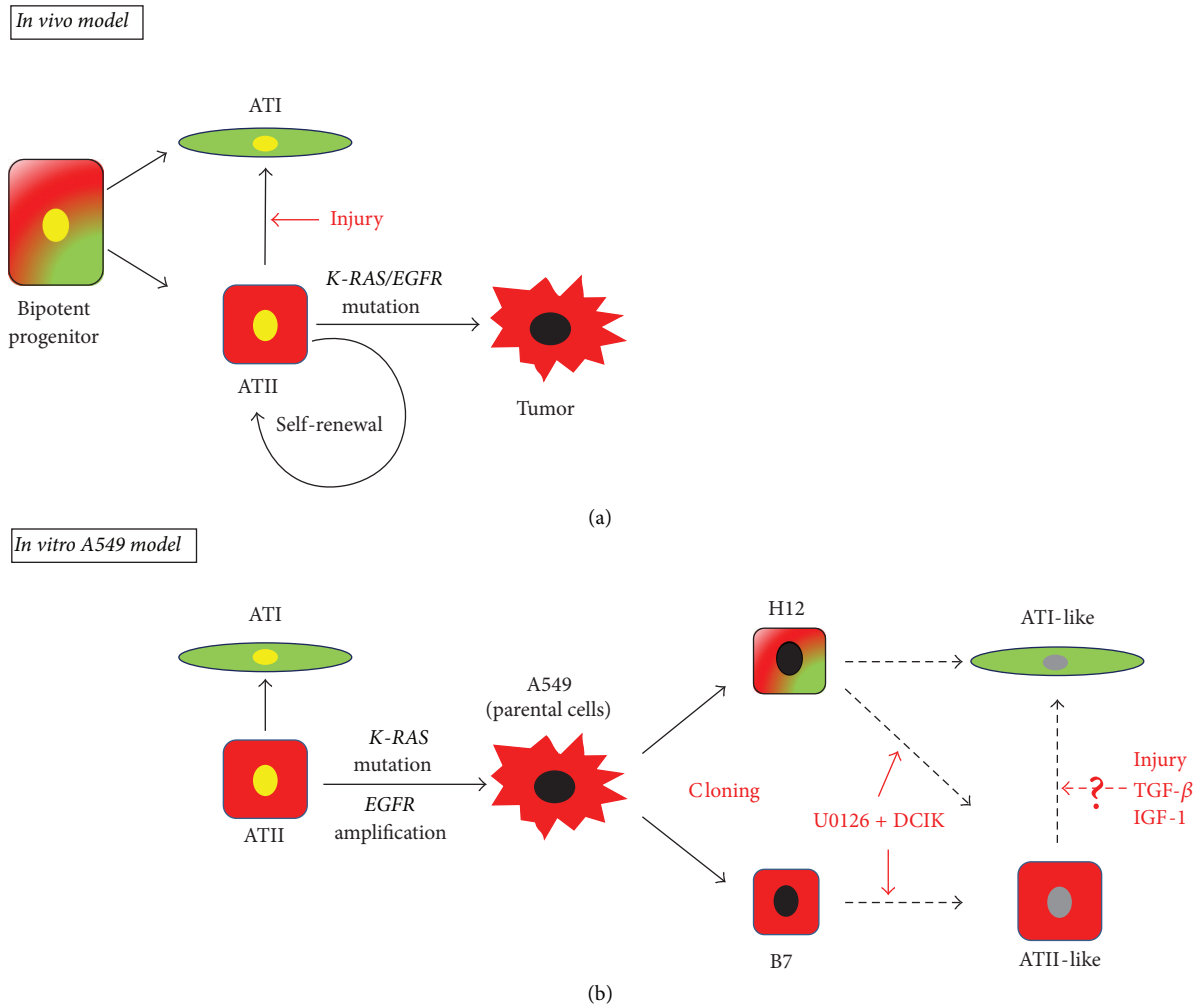 In vivo model
ATI
Injury
Bipotent
progenitor
K-RAS/EGFR
mutation
ATII
Self-renewal
Tumor
(a)
In vitro A549 model
ATI
ATII
K-RAS
mutation
EGFR
amplification
A549
(parental cells)
Cloning
H12
B7
U0126 + DCIK
ATI-like
?
Injury
TGF-β
IGF-1
ATII-like
(b)